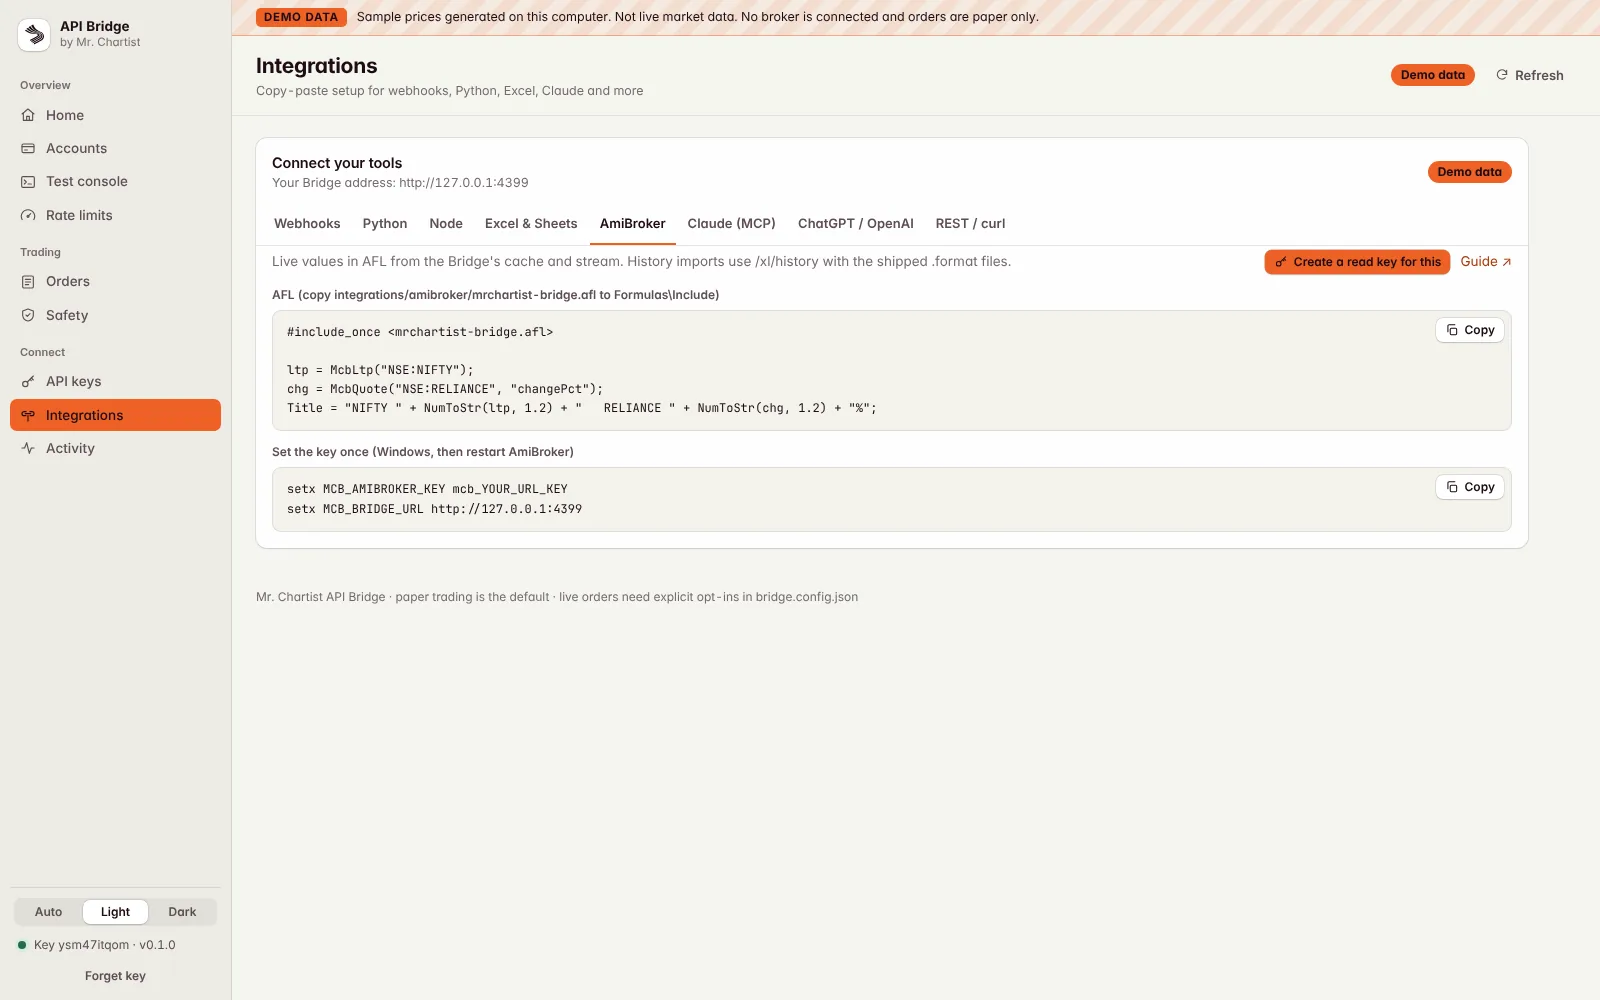 API Bridge
by Mr. Chartist
Overview
Home
Accounts
Test console
Rate limits
Trading
Orders
Safety
Connect
API keys
Integrations
Activity
Auto Light Dark
Key ysm47itqom · v0.1.0
Forget key
DEMO DATA Sample prices generated on this computer. Not live market data. No broker is connected and orders are paper only.
Integrations
Copy-paste setup for webhooks, Python, Excel, Claude and more
Demo data Refresh
Connect your tools
Your Bridge address: http://127.0.0.1:4399
Demo data
Webhooks Python Node Excel & Sheets AmiBroker Claude (MCP) ChatGPT / OpenAI REST / curl
Live values in AFL from the Bridge's cache and stream. History imports use /xl/history with the shipped .format files.
Create a read key for this Guide ↗
AFL (copy integrations/amibroker/mrchartist-bridge.afl to Formulas\Include)
#include_once <mrchartist-bridge.afl>
Copy
ltp = McbLtp("NSE:NIFTY");
chg = McbQuote("NSE:RELIANCE", "changePct");
Title = "NIFTY " + NumToStr(ltp, 1.2) + "   RELIANCE " + NumToStr(chg, 1.2) + "%";
Set the key once (Windows, then restart AmiBroker)
setx MCB_AMIBROKER_KEY mcb_YOUR_URL_KEY
Copy
setx MCB_BRIDGE_URL http://127.0.0.1:4399
Mr. Chartist API Bridge · paper trading is the default · live orders need explicit opt-ins in bridge.config.json